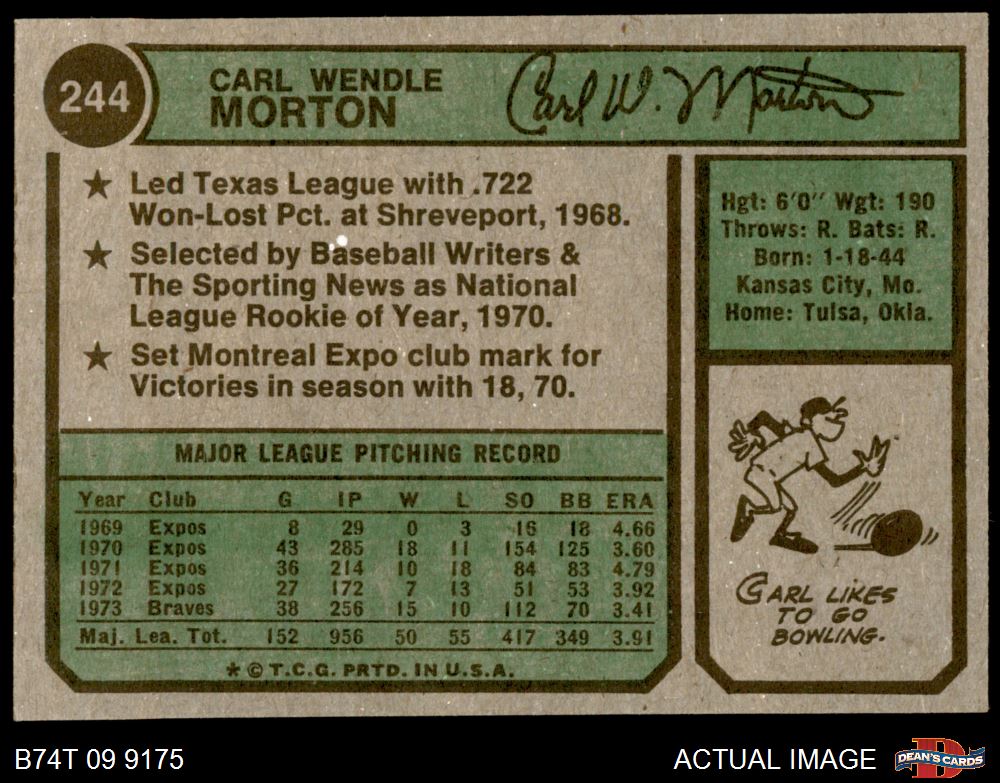 244
CARL WENDLE
MORTON
Carl W. Morton
★ Led Texas League with .722
Won-Lost Pct. at Shreveport, 1968.
★ Selected by Baseball Writers &
The Sporting News as National
League Rookie of Year, 1970.
★ Set Montreal Expo club mark for
Victories in season with 18, 70.
Hgt: 6'0" Wgt: 190
Throws: R. Bats: R.
Born: 1-18-44
Kansas City, Mo.
Home: Tulsa, Okla.
MAJOR LEAGUE PITCHING RECORD
Year Club G IP W L SO BB ERA
1969 Expos 8 29 0 3 16 18 4.66
1970 Expos 43 285 18 11 154 125 3.60
1971 Expos 36 214 10 18 84 83 4.79
1972 Expos 27 172 7 13 51 53 3.92
1973 Braves 38 256 15 10 112 70 3.41
Maj. Lea. Tot. 152 956 50 55 417 349 3.91
* © T.C.G. PRTD. IN U.S.A.
CARL LIKES
TO GO
BOWLING.
B74T 09 9175
ACTUAL IMAGE
DEAN'S CARDS